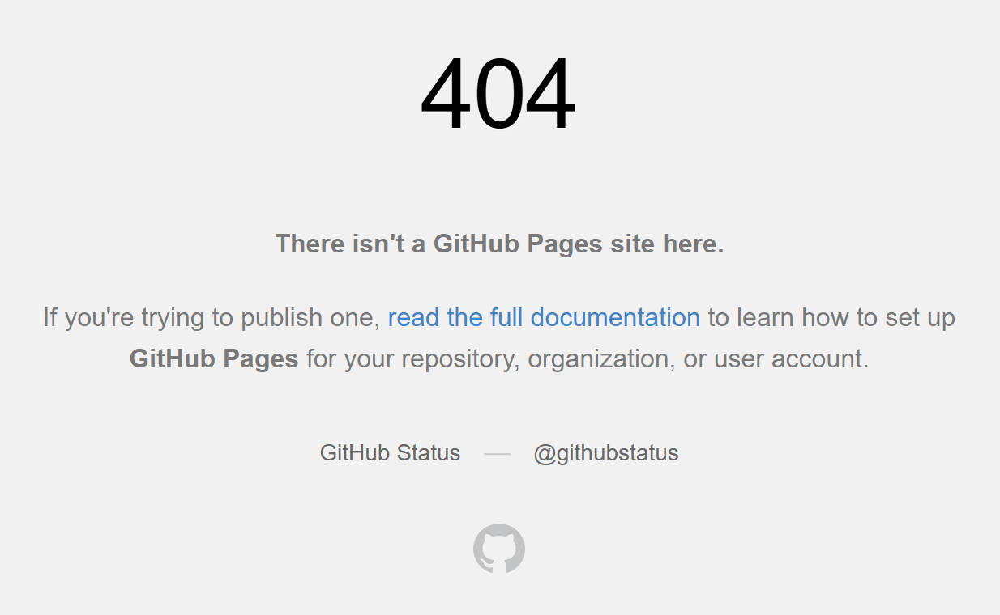 404
There isn't a GitHub Pages site here.
If you're trying to publish one, read the full documentation to learn how to set up
GitHub Pages for your repository, organization, or user account.
GitHub Status — @githubstatus